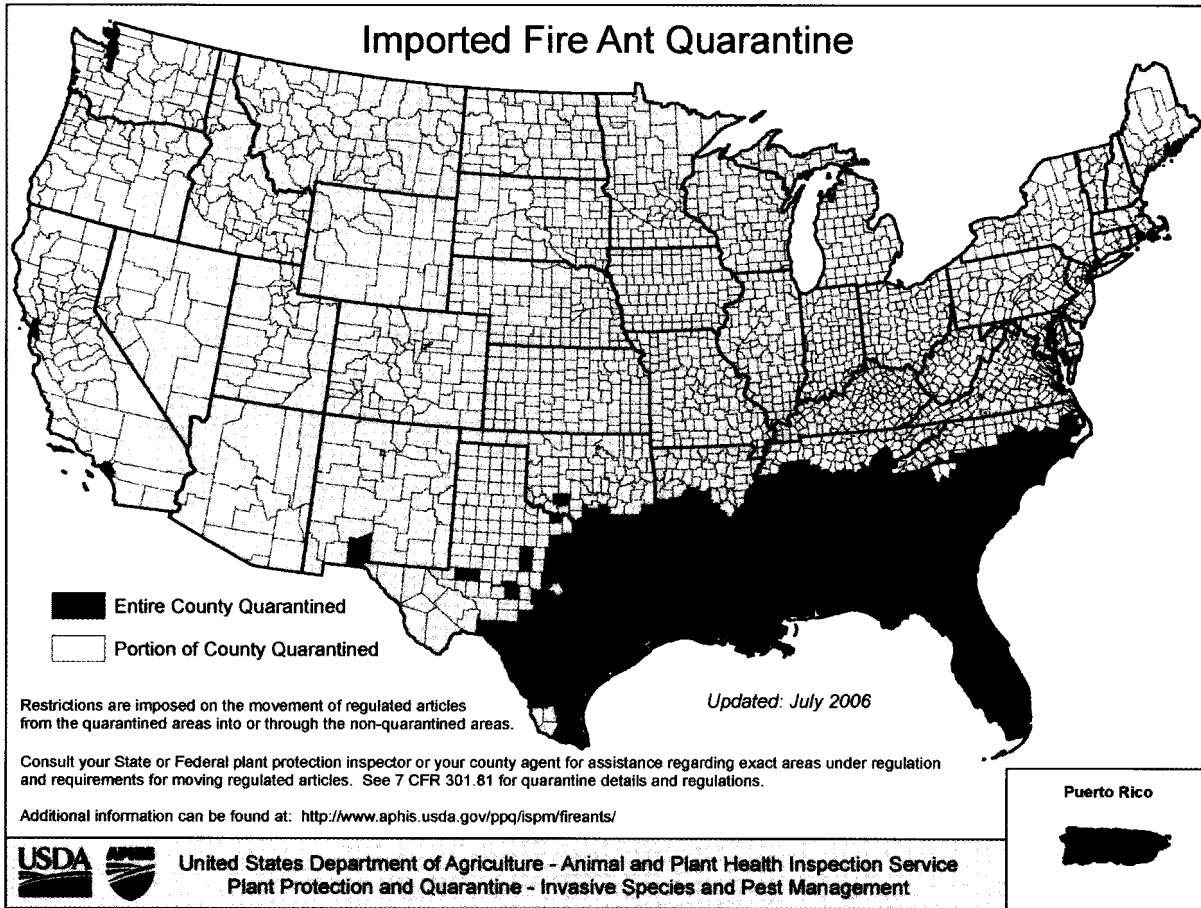 Imported Fire Ant Quarantine
Entire County Quarantined
Portion of County Quarantined
Updated: July 2006
Restrictions are imposed on the movement of regulated articles
from the quarantined areas into or through the non-quarantined areas.
Consult your State or Federal plant protection inspector or your county agent for assistance regarding exact areas under regulation
and requirements for moving regulated articles. See 7 CFR 301.81 for quarantine details and regulations.
Additional information can be found at: http://www.aphis.usda.gov/ppq/ispm/fireants/
Puerto Rico
USDA
APHIS
United States Department of Agriculture - Animal and Plant Health Inspection Service
Plant Protection and Quarantine - Invasive Species and Pest Management